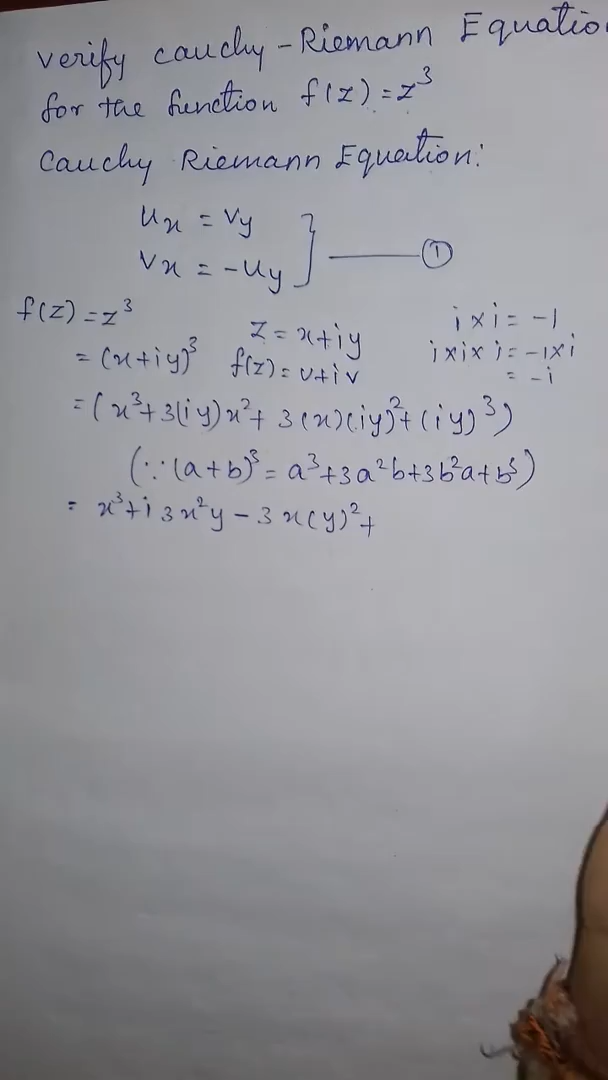 verify cauchy-Riemann Equatio
for the function f(z) = z³
Cauchy Riemann Equation:
uₓ = vy
vₓ = -uy ①
f(z) = z³
= (x+iy)³
z = x+iy
f(z) = u+iv
i × i = -1
i × i × i = -1 × i
= -i
= (x³ + 3(iy)x² + 3(x)(iy)² + (iy)³)
(∵ (a+b)³ = a³ + 3a²b + 3b²a + b³)
= x³ + i 3x²y - 3x(y)² +